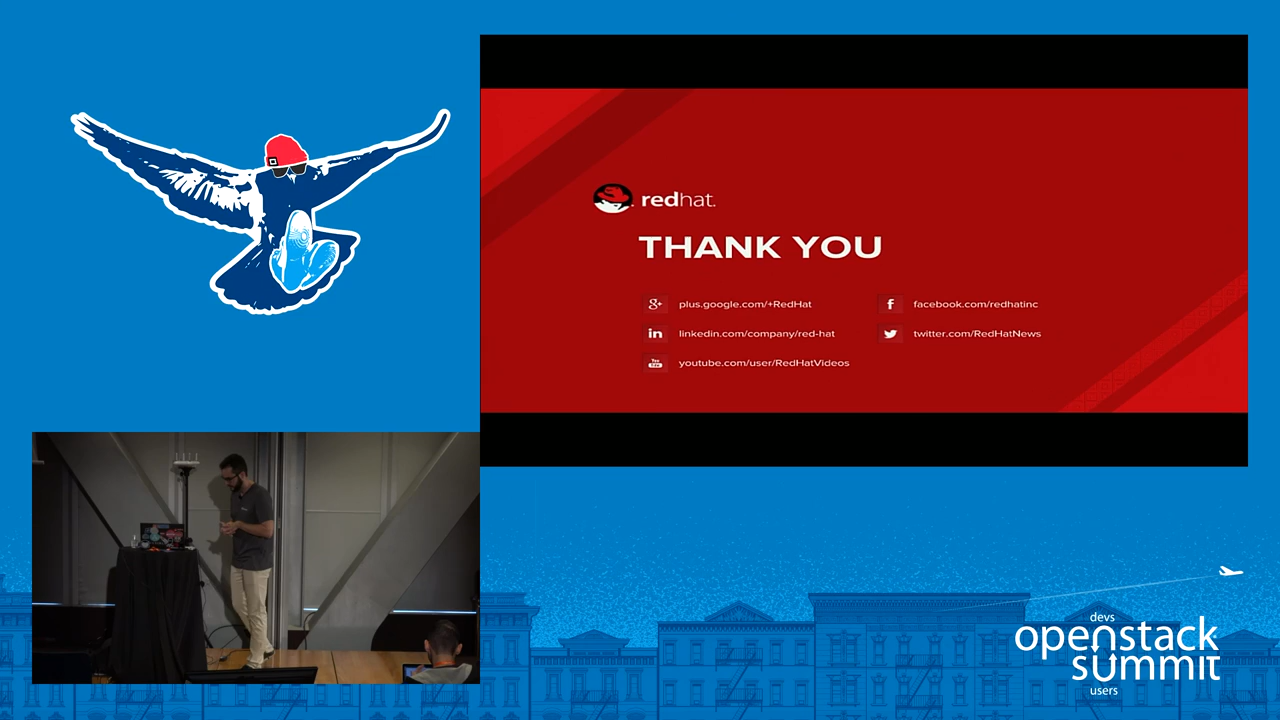 redhat.
THANK YOU
plus.google.com/+RedHat
facebook.com/redhatinc
linkedin.com/company/red-hat
twitter.com/RedHatNews
youtube.com/user/RedHatVideos
devs
openstack
summit
users